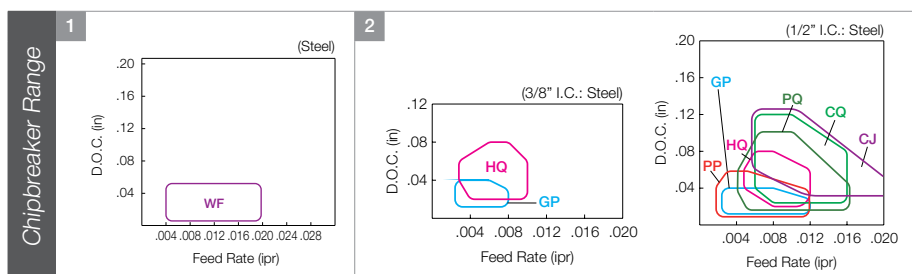 Chipbreaker Range
1
(Steel)
D.O.C. (in)
.20
.16
.12
.08
.04
WF
.004 .008 .012 .016 .020 .024 .028
Feed Rate (ipr)
2
(3/8” I.C.: Steel)
D.O.C. (in)
0.12
.08
.04
HQ
GP
.004 .008 .012 .016 .020
Feed Rate (ipr)
(1/2” I.C.: Steel)
D.O.C. (in)
.20
.16
.12
.08
.04
GP
PQ
CQ
HQ
CJ
PP
.004 .008 .012 .016 .020
Feed Rate (ipr)